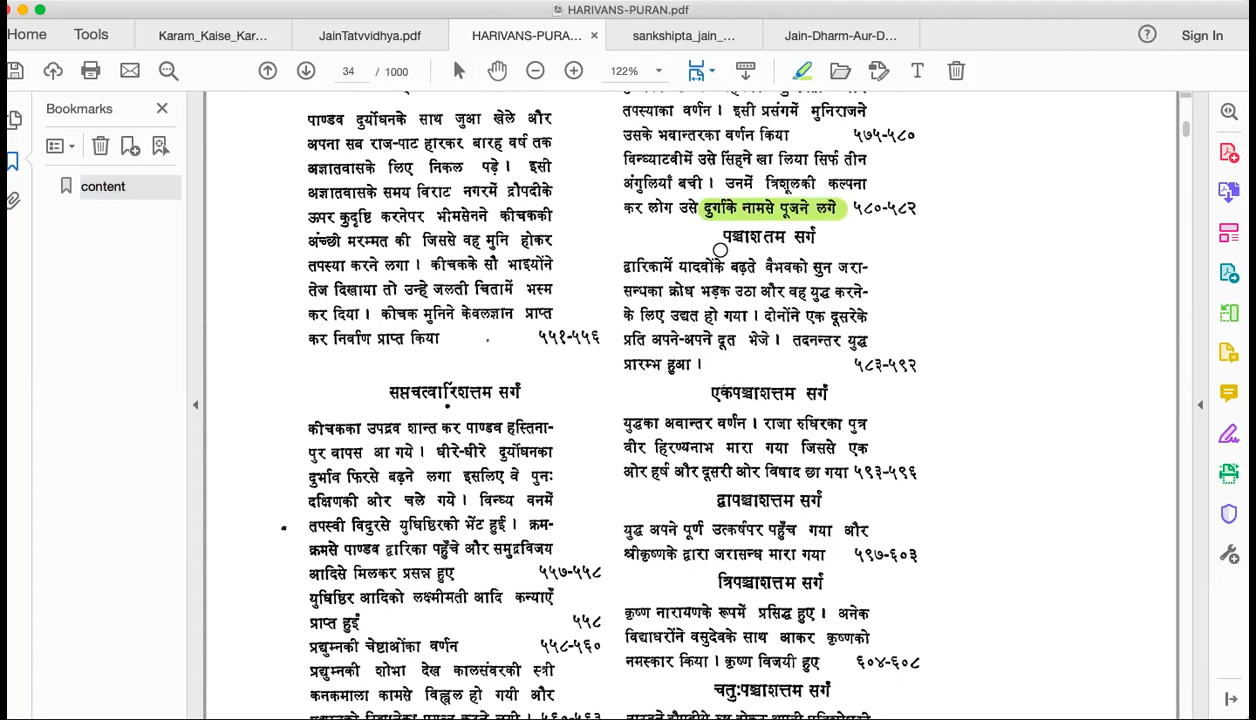 HARIVANS-PURAN.pdf
Home
Tools
Karam_Kaise_Kar...
JainTatvvidhya.pdf
HARIVANS-PURA...
sankshipta_jain_...
Jain-Dharm-Aur-D...
Sign In
34 / 1000
122%
Bookmarks
content
पाण्डव दुर्योधनके साथ जुआ खेले और
अपना सब राज-पाट हारकर बारह वर्ष तक
अज्ञातवासके लिए निकल पड़े । इसी
अज्ञातवासके समय विराट नगरमें द्रौपदीके
ऊपर कुदृष्टि करनेपर भीमसेनने कीचककी
अच्छी मरम्मत की जिससे वह मुनि होकर
तपस्या करने लगा । कीचकके सौ भाइयोंने
तेज दिखाया तो उन्हे जलती चितामें भस्म
कर दिया । कीचक मुनिने केवलज्ञान प्राप्त
कर निर्वाण प्राप्त किया ५५१-५५६
सप्तचत्वारिंशत्तम सर्ग
कीचकका उपद्रव शान्त कर पाण्डव हस्तिना-
पुर वापस आ गये । धीरे-धीरे दुर्योधनका
दुर्भाव फिरसे बढ़ने लगा इसलिए वे पुनः
दक्षिणकी ओर चले गये । विन्ध्य वनमें
तपस्वी विदुरसे युधिष्ठिरकी भेंट हुई । क्रम-
क्रमसे पाण्डव द्वारिका पहुँचे और समुद्रविजय
आदिसे मिलकर प्रसन्न हुए ५५७-५५८
युधिष्ठिर आदिको लक्ष्मीमती आदि कन्याएँ
प्राप्त हुईं ५५८
प्रद्युम्नकी चेष्टाओंका वर्णन ५५८-५६०
प्रद्युम्नकी शोभा देख कालसंवरकी स्त्री
कनकमाला कामसे विह्वल हो गयी और
तपस्याका वर्णन । इसी प्रसंगमें मुनिराजने
उसके भवान्तरका वर्णन किया ५७५-५८०
विन्ध्याटवीमें उसे सिंहने खा लिया सिर्फ तीन
अंगुलियाँ बची । उनमें त्रिशूलकी कल्पना
कर लोग उसे दुर्गाके नामसे पूजने लगे ५८०-५८२
पञ्चाशतम सर्ग
द्वारिकामें यादवोंके बढ़ते वैभवको सुन जरा-
सन्धका क्रोध भड़क उठा और वह युद्ध करने-
के लिए उद्यत हो गया । दोनोंने एक दूसरेके
प्रति अपने-अपने दूत भेजे । तदनन्तर युद्ध
प्रारम्भ हुआ । ५८३-५९२
एकपञ्चाशत्तम सर्ग
युद्धका अवान्तर वर्णन । राजा रुधिरका पुत्र
वीर हिरण्यनाभ मारा गया जिससे एक
ओर हर्ष और दूसरी ओर विषाद छा गया ५९३-५९६
द्वापञ्चाशत्तम सर्ग
युद्ध अपने पूर्ण उत्कर्षपर पहुँच गया और
श्रीकृष्णके द्वारा जरासन्ध मारा गया ५९७-६०३
त्रिपञ्चाशत्तम सर्ग
कृष्ण नारायणके रूपमें प्रसिद्ध हुए । अनेक
विद्याधरोंने वसुदेवके साथ आकर कृष्णको
नमस्कार किया । कृष्ण विजयी हुए ६०४-६०८
चतुःपञ्चाशत्तम सर्ग